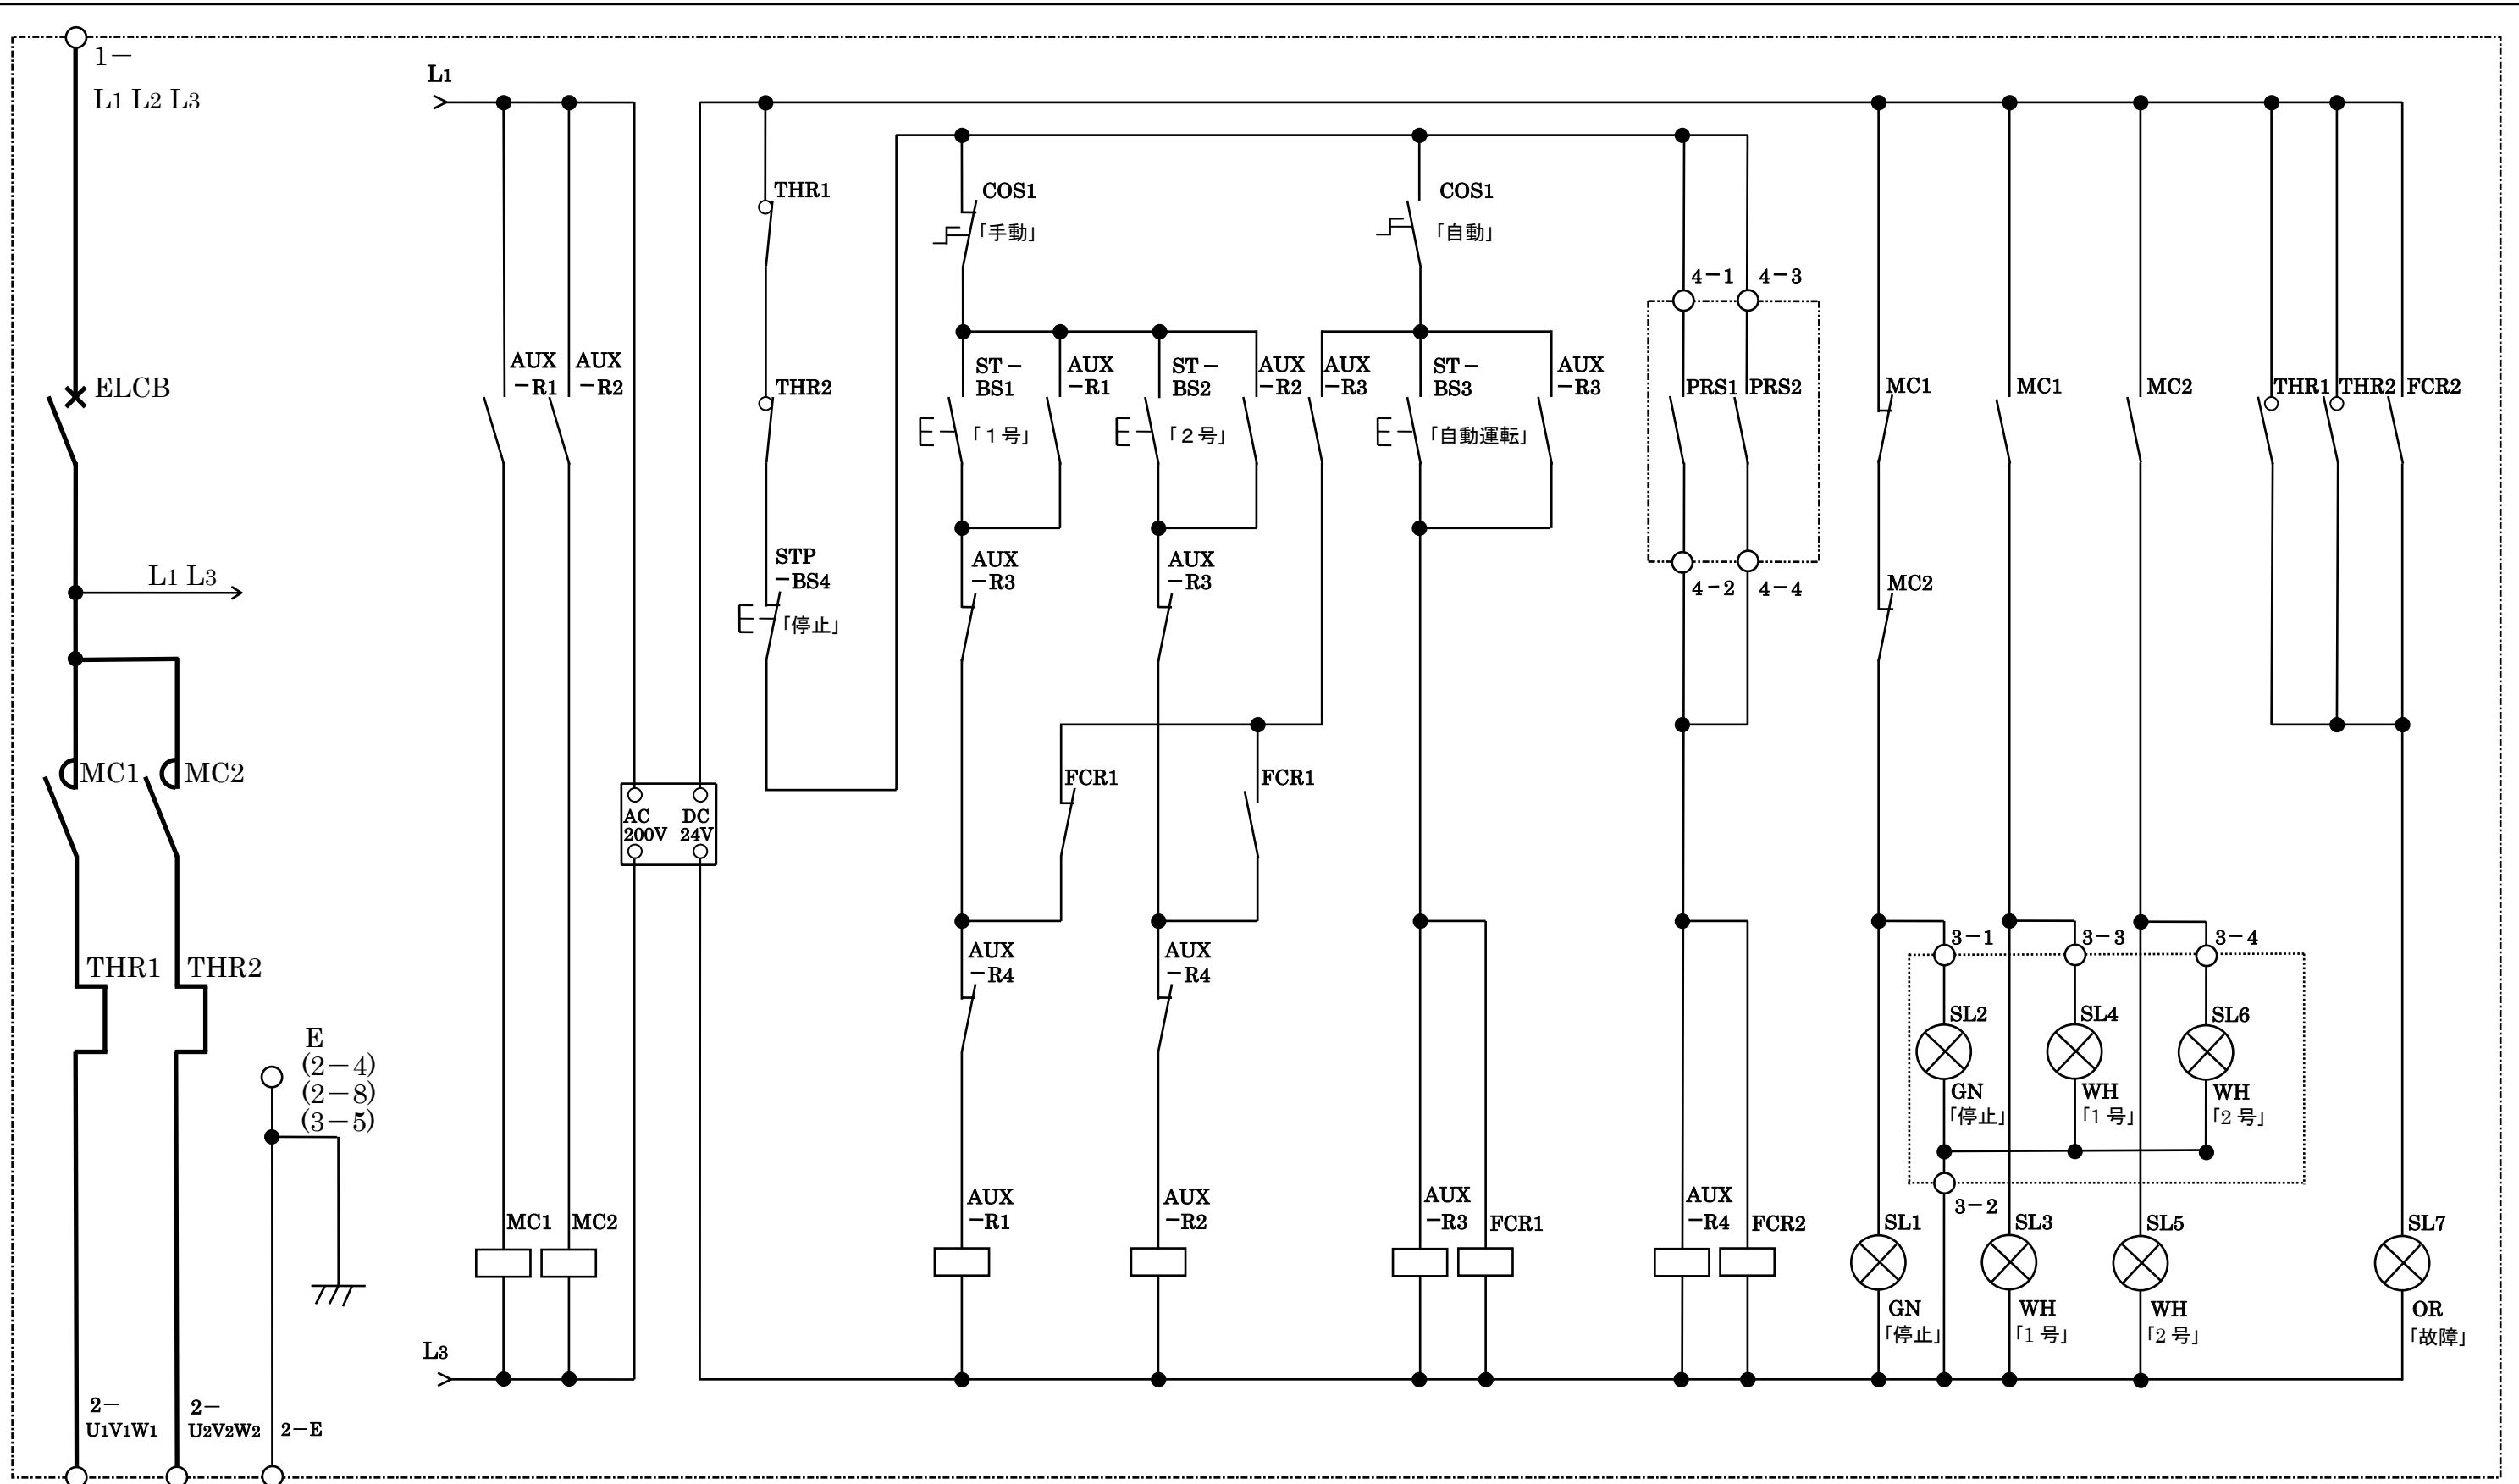 1－
L1 L2 L3
ELCB
L1 L3
MC1
MC2
THR1
THR2
E
(2－4)
(2－8)
(3－5)
2－
U1V1W1
2－
U2V2W2
2－E
L1
AUX
－R1
AUX
－R2
MC1
MC2
L3
AC
200V
DC
24V
THR1
THR2
STP
－BS4
「停止」
COS1
「手動」
ST－
BS1
「１号」
AUX
－R1
ST－
BS2
「２号」
AUX
－R2
AUX
－R3
AUX
－R3
AUX
－R3
FCR1
FCR1
AUX
－R4
AUX
－R4
AUX
－R1
AUX
－R2
COS1
「自動」
ST－
BS3
「自動運転」
AUX
－R3
AUX
－R3
FCR1
4－1
4－3
PRS1
PRS2
4－2
4－4
AUX
－R4
FCR2
MC1
MC2
MC1
MC2
THR1
THR2
FCR2
3－1
3－3
3－4
SL2
GN
「停止」
SL4
WH
「1 号」
SL6
WH
「2 号」
3－2
SL1
GN
「停止」
SL3
WH
「1 号」
SL5
WH
「2 号」
SL7
OR
「故障」